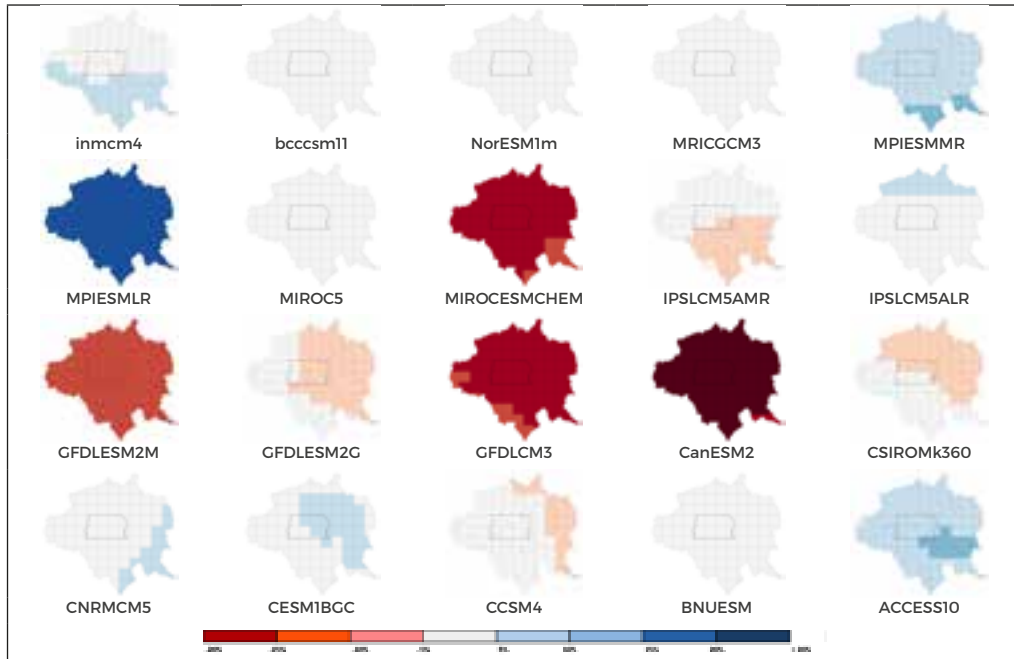 inmcm4 bcccsm11 NorESM1m MRICGCM3 MPIESMMR
MPIESMLR MIROC5 MIROCESMCHEM IPSLCM5AMR IPSLCM5ALR
GFDLESM2M GFDLESM2G GFDLCM3 CanESM2 CSIROMk360
CNRMCM5 CESM1BGC CCSM4 BNUESM ACCESS10